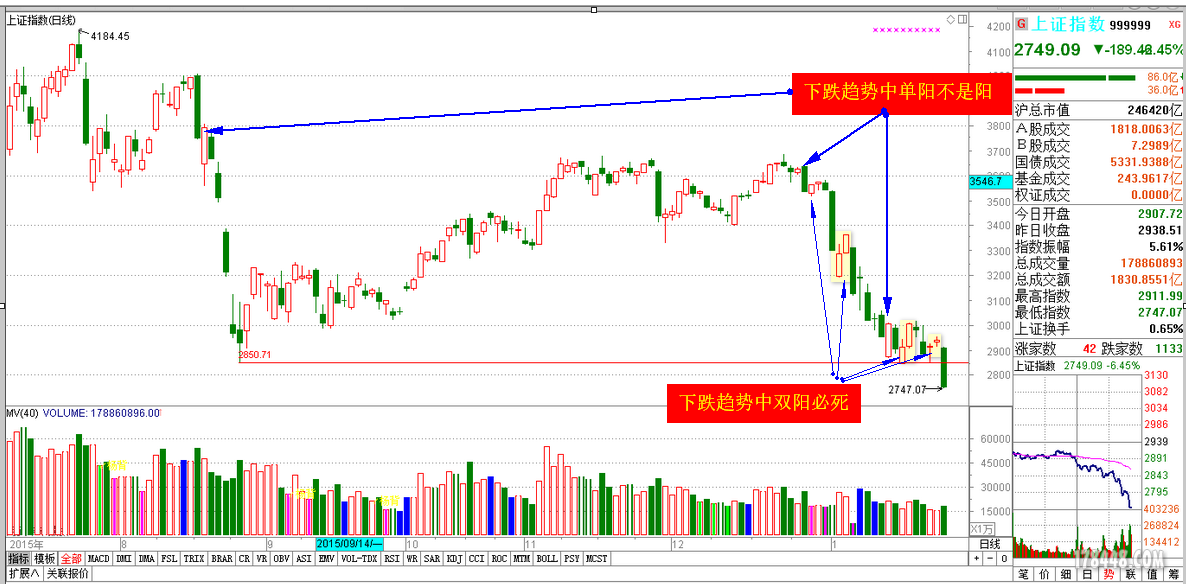 上证指数(日线)
4184.45
下跌趋势中单阳不是阳
2850.71
2747.07
下跌趋势中双阳必死
4200
4100
3800
3700
3546.7
3500
3400
3300
3200
3100
3000
2900
2800
MV(40) VOLUME: 178860896.00
60000
45000
30000
15000
X1万
2015年 8 9 2015/09/14/一 10 11 12 1 日线
指标 模板 全部 MACD DMI DMA FSL TRIX BRAR CR VR OBV ASI EMV VOL-TDX RSI WR SAR KDJ CCI ROC MTM BOLL PSY MCST + - 0
扩展∧ 关联报价
G 上证指数 999999 XG
2749.09 ▼-189.4
6.45%
86.0亿
36.0亿
沪总市值 246420亿
A股成交 1818.0063亿
B股成交 7.2989亿
国债成交 5331.9388亿
基金成交 243.9617亿
权证成交 0.0000亿
今日开盘 2907.72
昨日收盘 2938.51
指数振幅 5.61%
总成交量 178860893
总成交额 1830.8551亿
最高指数 2911.99
最低指数 2747.07
上证换手 0.65%
涨家数 42 跌家数 1133
上证指数 2749.09 -6.45%
3130
3082
3034
2986
2939
2891
2843
2795
403236
268824
134412
178448.COM
笔 价 细 日 势 联 值 筹